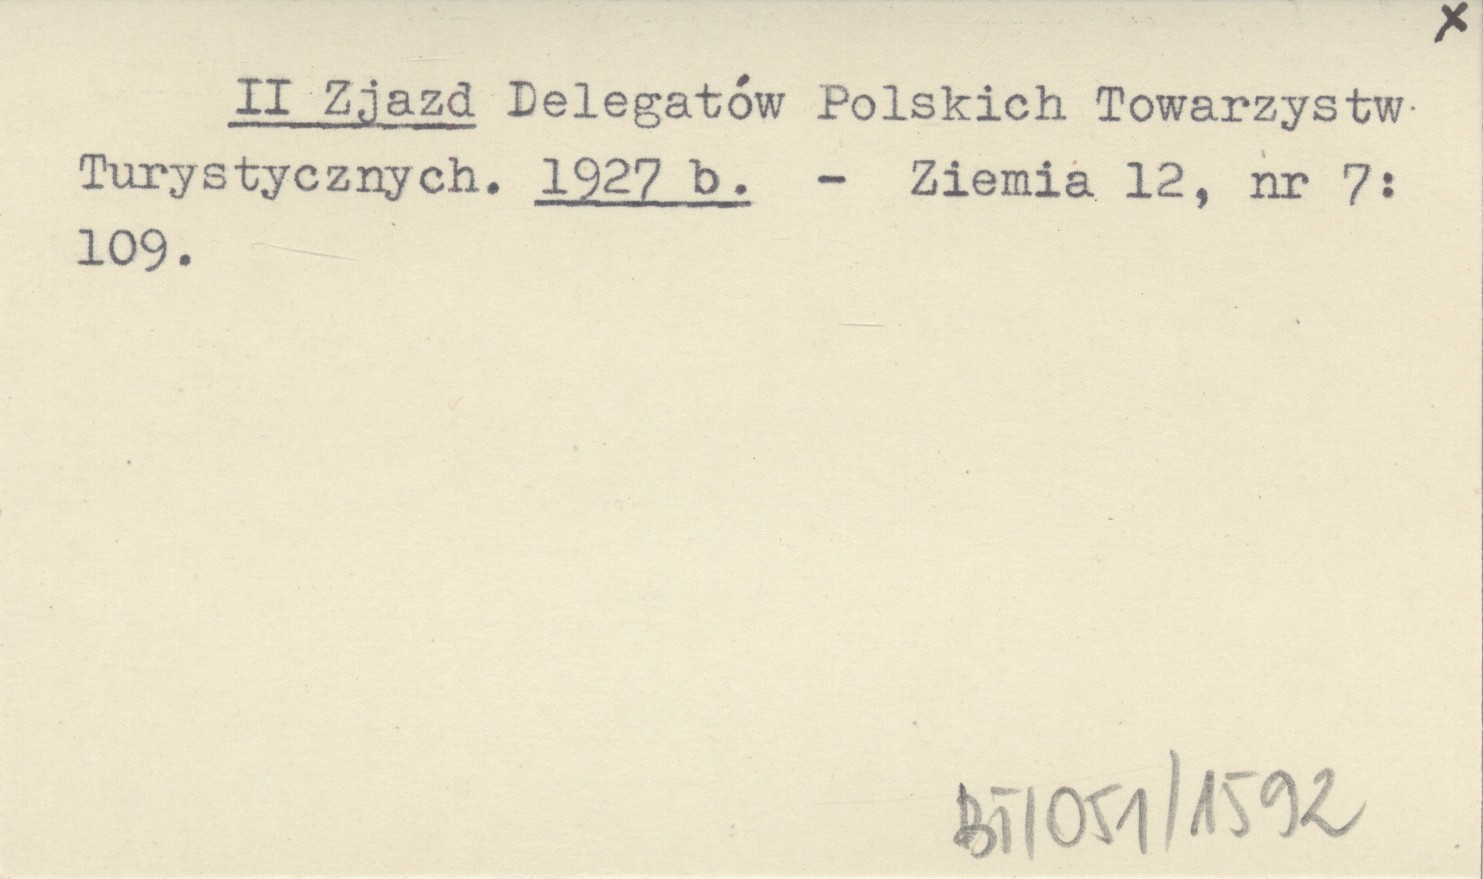 x
II Zjazd Delegatów Polskich Towarzystw
Turystycznych. 1927 b. - Ziemia 12, nr 7:
109.
BT/051/1592